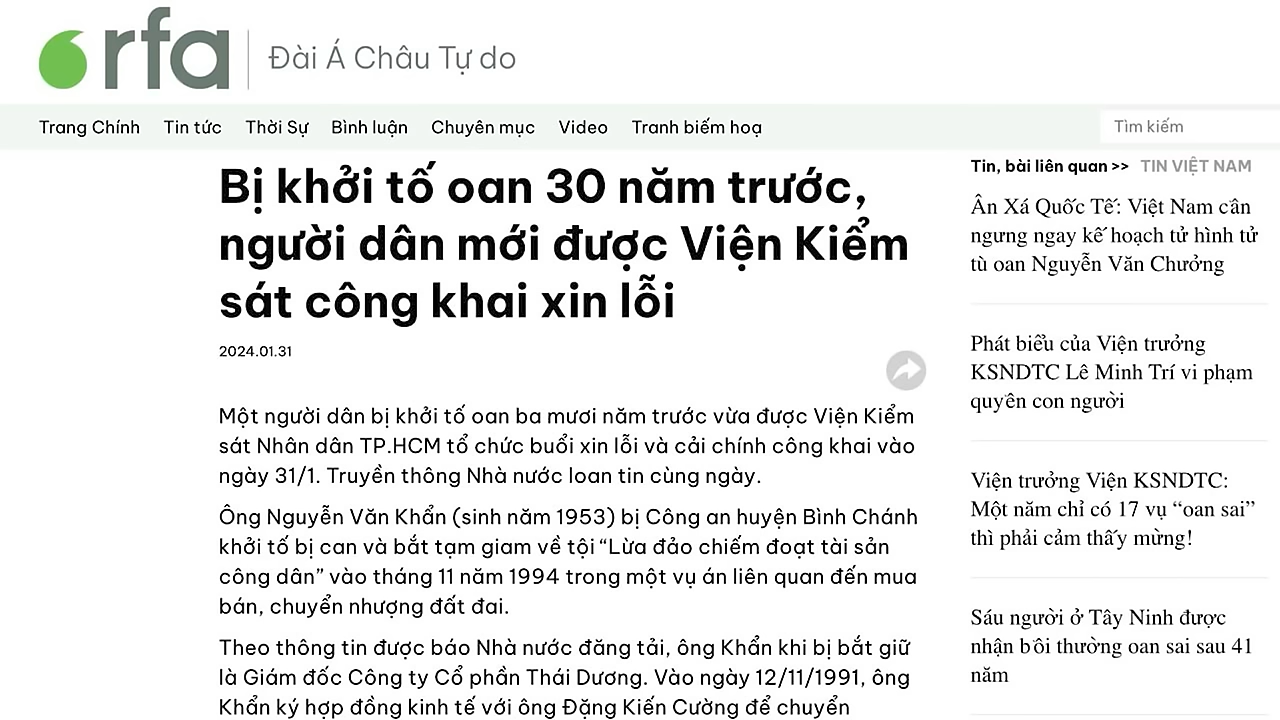 rfa Đài Á Châu Tự do
Trang Chính Tin tức Thời Sự Bình luận Chuyên mục Video Tranh biếm hoạ Tìm kiếm
Bị khởi tố oan 30 năm trước,
người dân mới được Viện Kiểm
sát công khai xin lỗi
2024.01.31
Một người dân bị khởi tố oan ba mươi năm trước vừa được Viện Kiểm
sát Nhân dân TP.HCM tổ chức buổi xin lỗi và cải chính công khai vào
ngày 31/1. Truyền thông Nhà nước loan tin cùng ngày.
Ông Nguyễn Văn Khẩn (sinh năm 1953) bị Công an huyện Bình Chánh
khởi tố bị can và bắt tạm giam về tội “Lừa đảo chiếm đoạt tài sản
công dân” vào tháng 11 năm 1994 trong một vụ án liên quan đến mua
bán, chuyển nhượng đất đai.
Theo thông tin được báo Nhà nước đăng tải, ông Khẩn khi bị bắt giữ
là Giám đốc Công ty Cổ phần Thái Dương. Vào ngày 12/11/1991, ông
Khẩn ký hợp đồng kinh tế với ông Đặng Kiến Cường để chuyển
Tin, bài liên quan >> TIN VIỆT NAM
Ân Xá Quốc Tế: Việt Nam cần
ngưng ngay kế hoạch tử hình tử
tù oan Nguyễn Văn Chưởng
Phát biểu của Viện trưởng
KSNDTC Lê Minh Trí vi phạm
quyền con người
Viện trưởng Viện KSNDTC:
Một năm chỉ có 17 vụ “oan sai”
thì phải cảm thấy mừng!
Sáu người ở Tây Ninh được
nhận bồi thường oan sai sau 41
năm